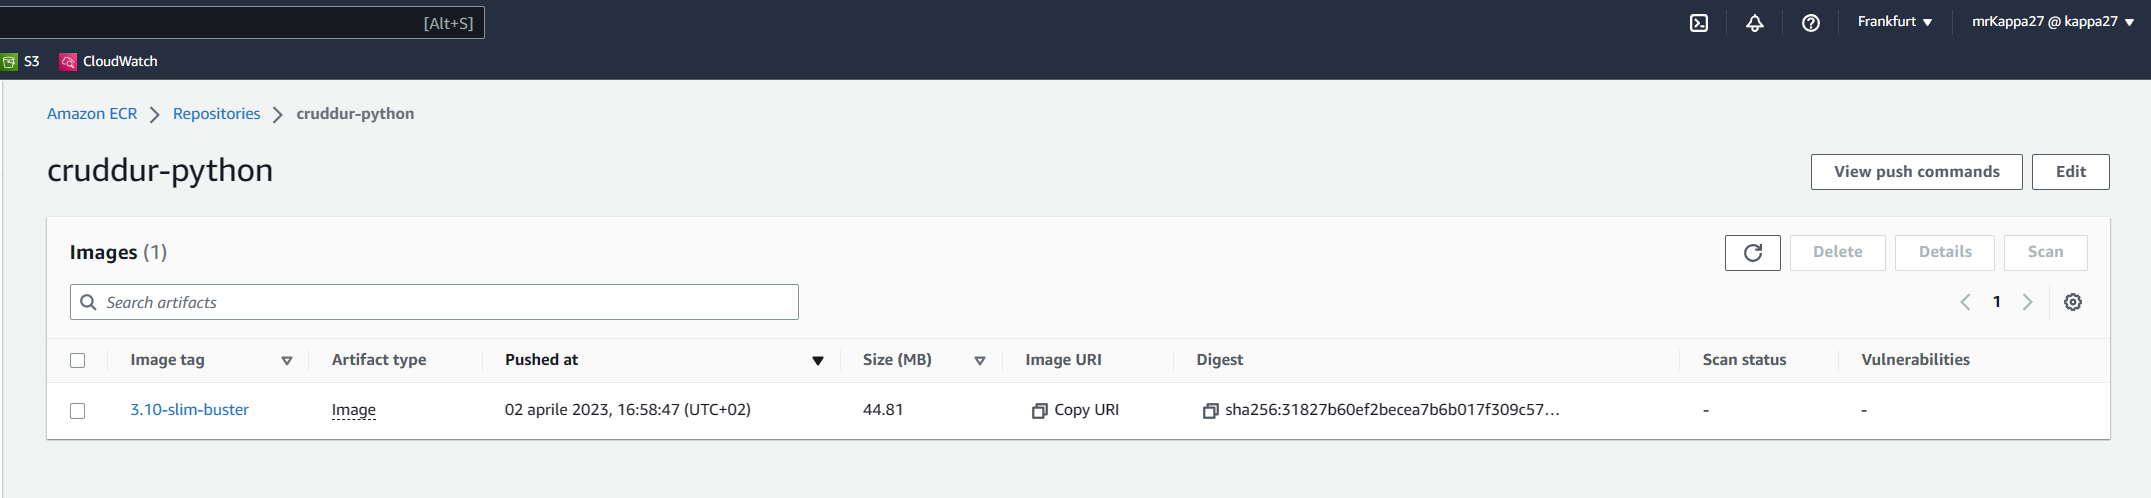 [Alt+S] Frankfurt mrKappa27 @ kappa27
S3 CloudWatch
Amazon ECR Repositories cruddur-python
cruddur-python View push commands Edit
Images (1) Delete Details Scan
Search artifacts 1
Image tag Artifact type Pushed at Size (MB) Image URI Digest Scan status Vulnerabilities
3.10-slim-buster Image 02 aprile 2023, 16:58:47 (UTC+02) 44.81 Copy URI sha256:31827b60ef2becea7b6b017f309c57... - -